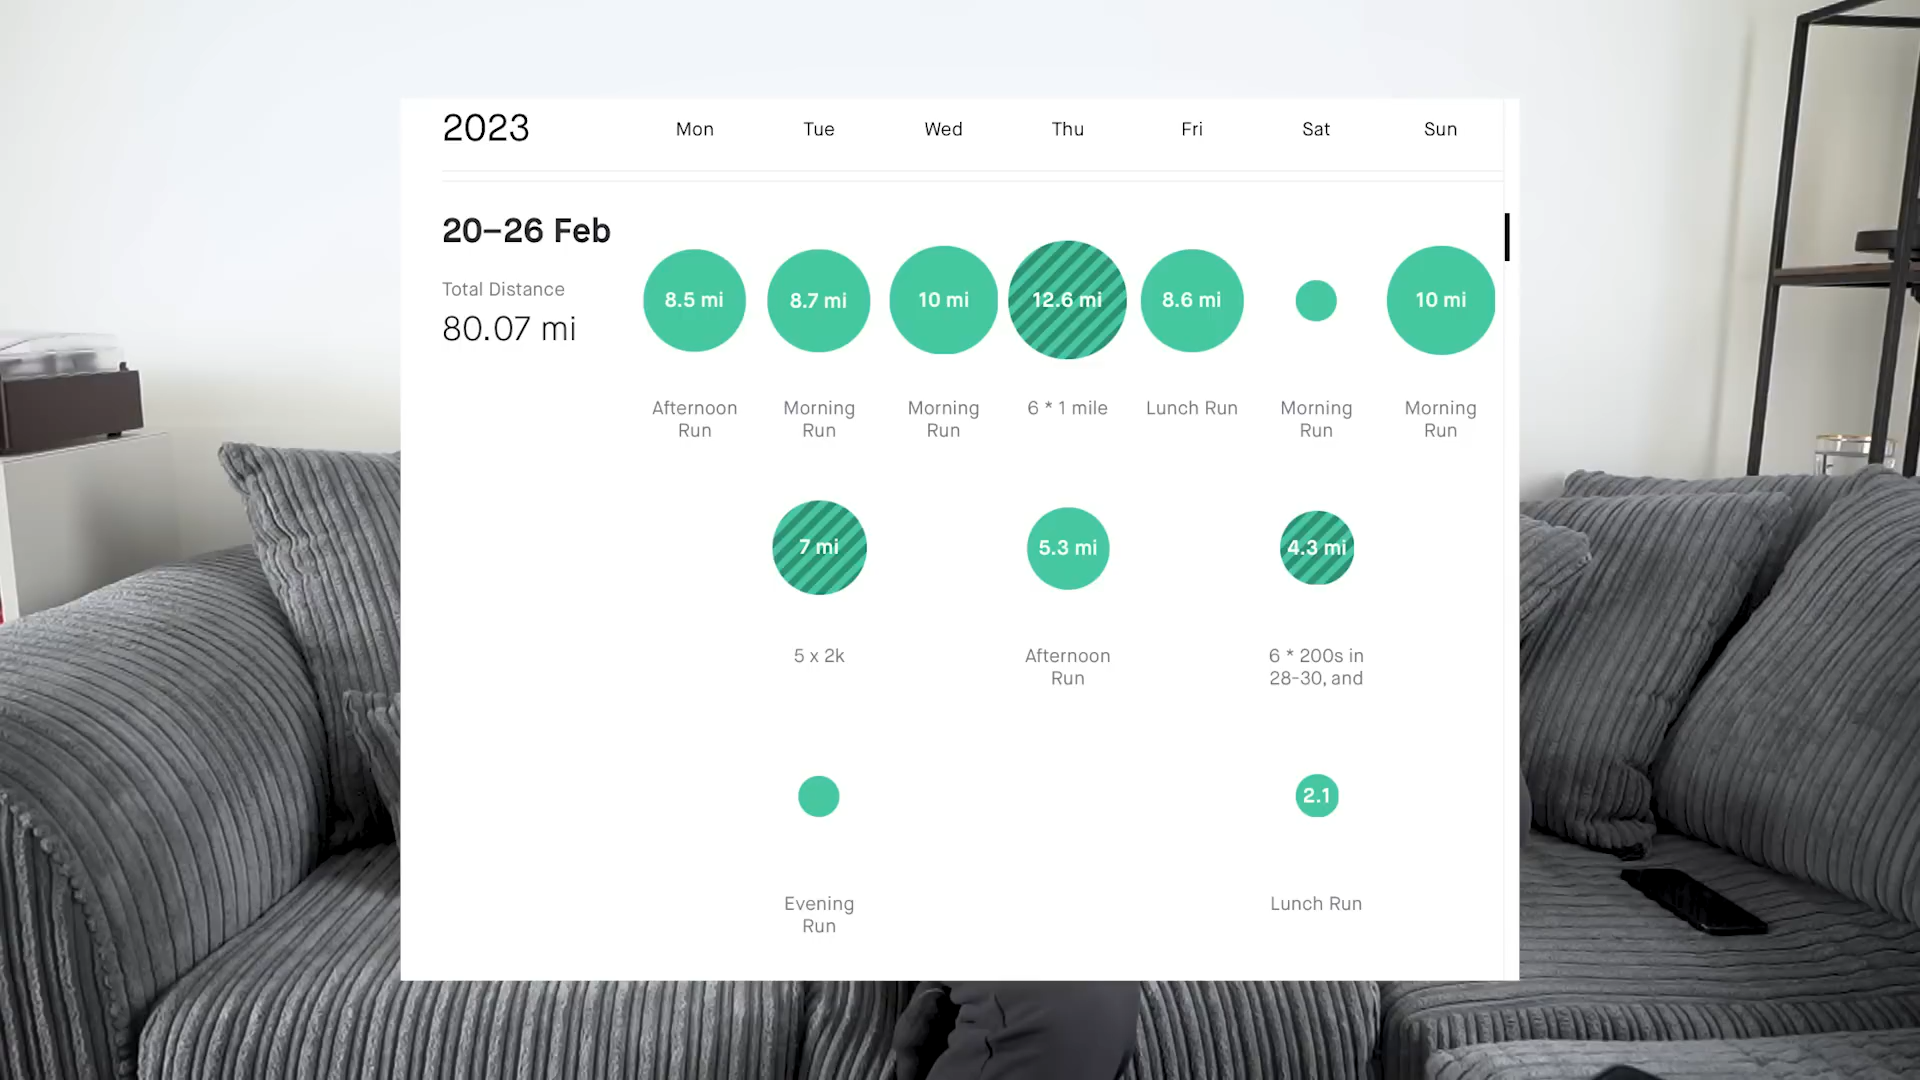 2023 Mon Tue Wed Thu Fri Sat Sun
20–26 Feb
Total Distance
80.07 mi
8.5 mi 8.7 mi 10 mi 12.6 mi 8.6 mi 10 mi
Afternoon Run
Morning Run
Morning Run
6 * 1 mile
Lunch Run
Morning Run
Morning Run
7 mi 5.3 mi 4.3 mi
5 x 2k
Afternoon Run
6 * 200s in 28-30, and
2.1
Evening Run
Lunch Run